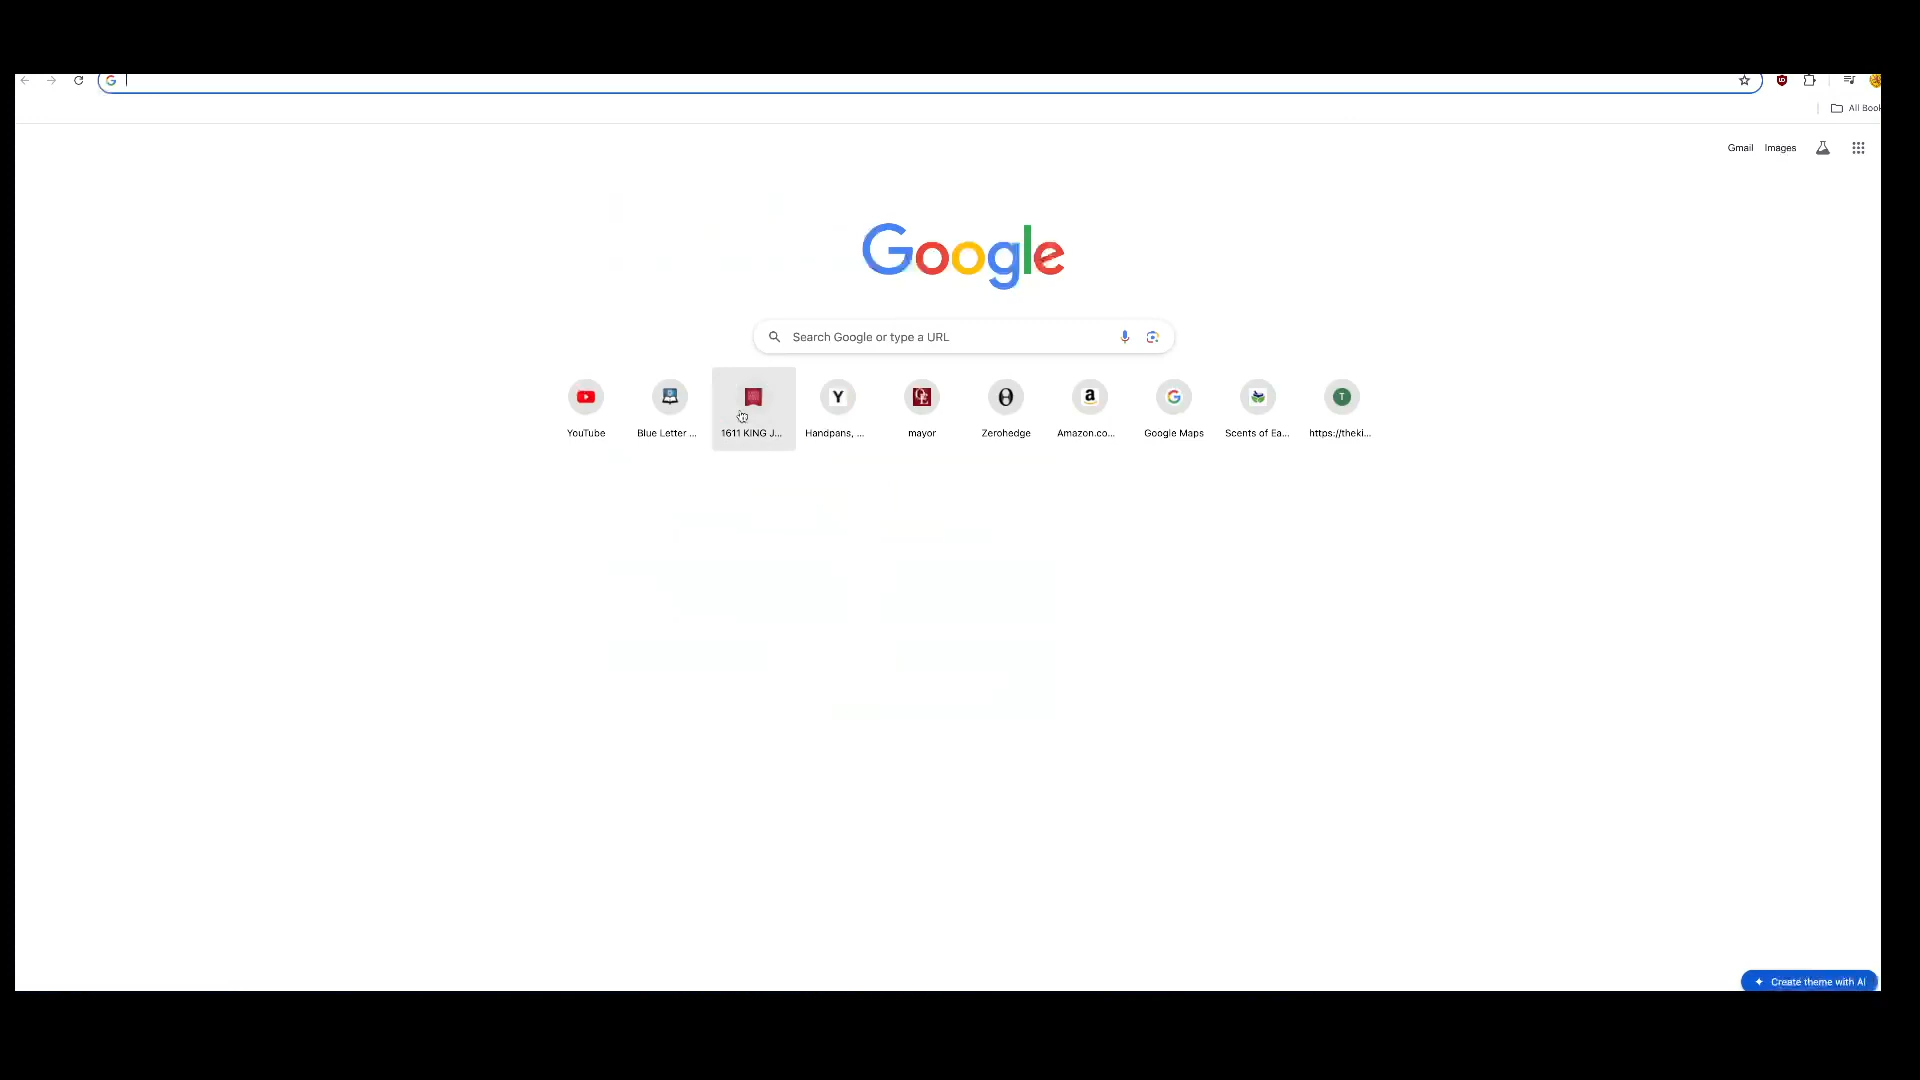 All Book
Gmail Images
Google
Search Google or type a URL
YouTube Blue Letter ... 1611 KING J... Handpans, ... mayor Zerohedge Amazon.co... Google Maps Scents of Ea... https://theki...
Create theme with AI